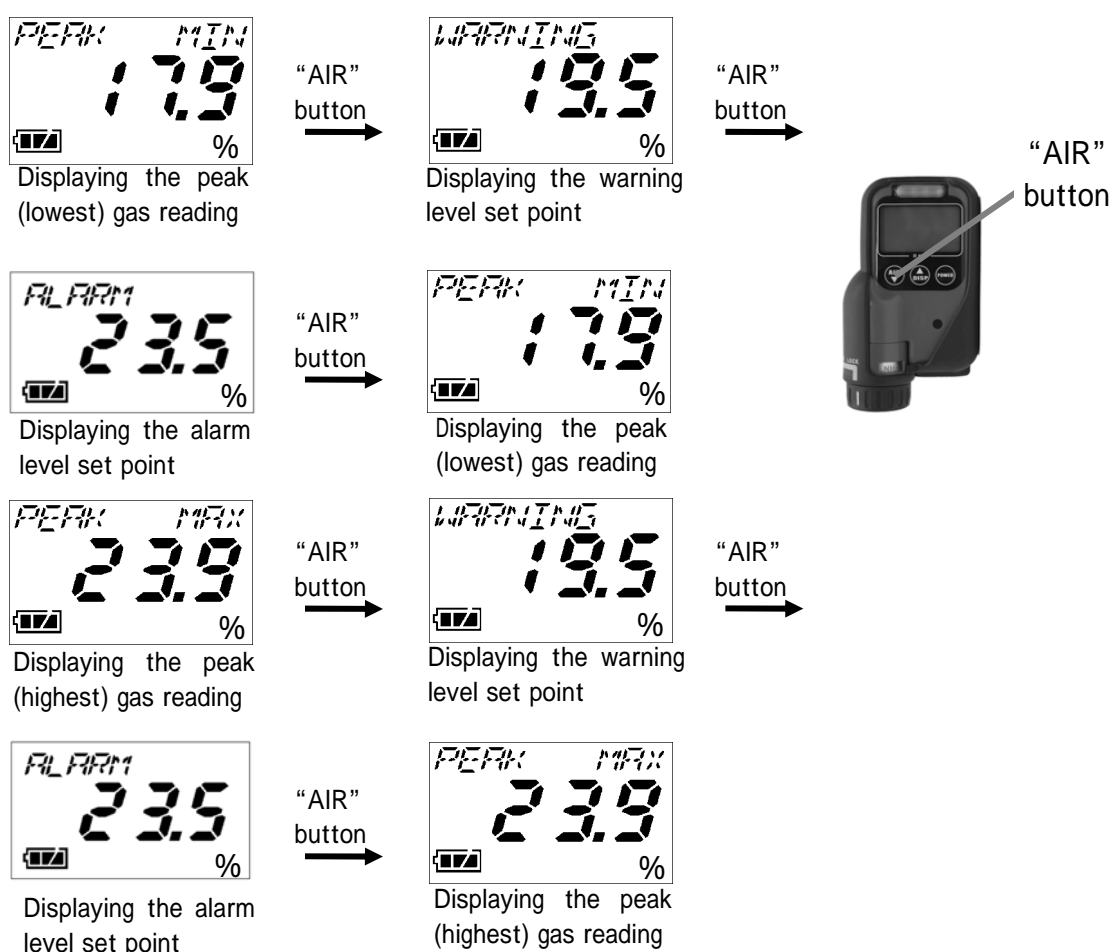 PEAK MIN
17.9
%
Displaying the peak
(lowest) gas reading
“AIR”
button
WARNING
19.5
%
Displaying the warning
level set point
“AIR”
button
“AIR”
button
AIR
DISP
POWER
LOCK
ALARM
23.5
%
Displaying the alarm
level set point
“AIR”
button
PEAK MIN
17.9
%
Displaying the peak
(lowest) gas reading
PEAK MAX
23.9
%
Displaying the peak
(highest) gas reading
“AIR”
button
WARNING
19.5
%
Displaying the warning
level set point
“AIR”
button
ALARM
23.5
%
Displaying the alarm
level set point
“AIR”
button
PEAK MAX
23.9
%
Displaying the peak
(highest) gas reading